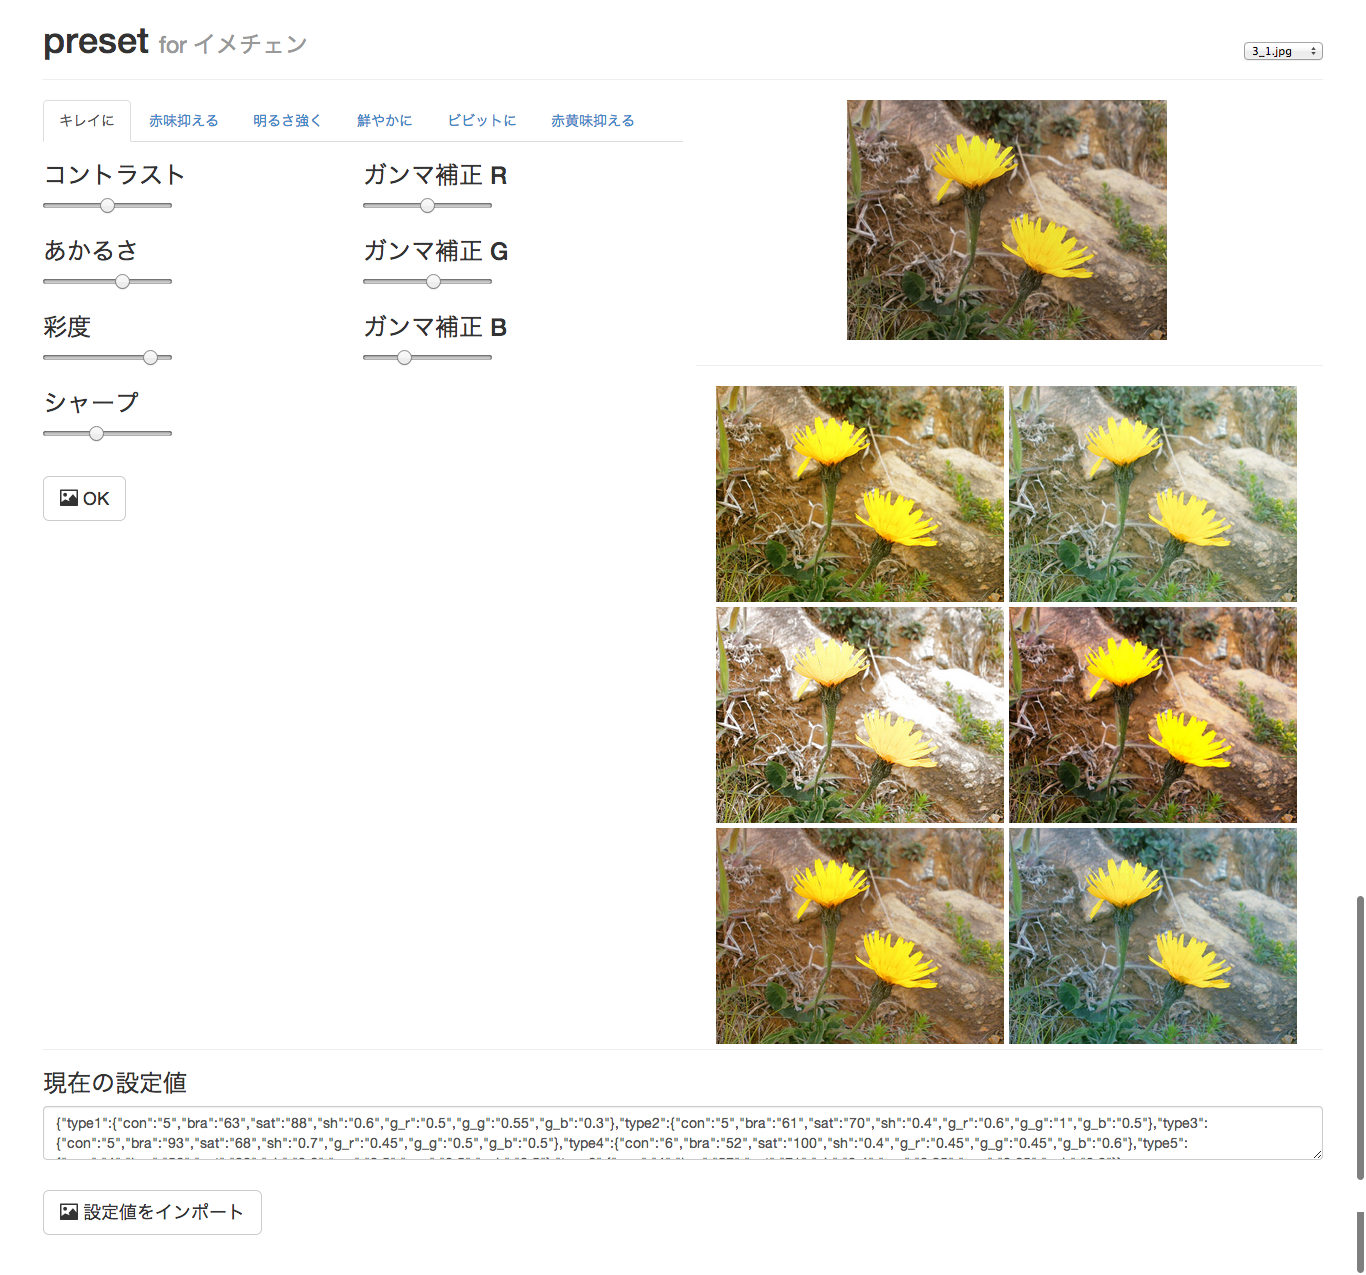 preset for イメチェン
3_1.jpg
キレイに 赤味抑える 明るさ強く 鮮やかに ビビットに 赤黄味抑える
コントラスト
ガンマ補正 R
あかるさ
ガンマ補正 G
彩度
ガンマ補正 B
シャープ
OK
現在の設定値
{"type1":{"con":"5","bra":"63","sat":"88","sh":"0.6","g_r":"0.5","g_g":"0.55","g_b":"0.3"},"type2":{"con":"5","bra":"61","sat":"70","sh":"0.4","g_r":"0.6","g_g":"1","g_b":"0.5"},"type3":
{"con":"5","bra":"93","sat":"68","sh":"0.7","g_r":"0.45","g_g":"0.5","g_b":"0.5"},"type4":{"con":"6","bra":"52","sat":"100","sh":"0.4","g_r":"0.45","g_g":"0.45","g_b":"0.6"},"type5":
設定値をインポート